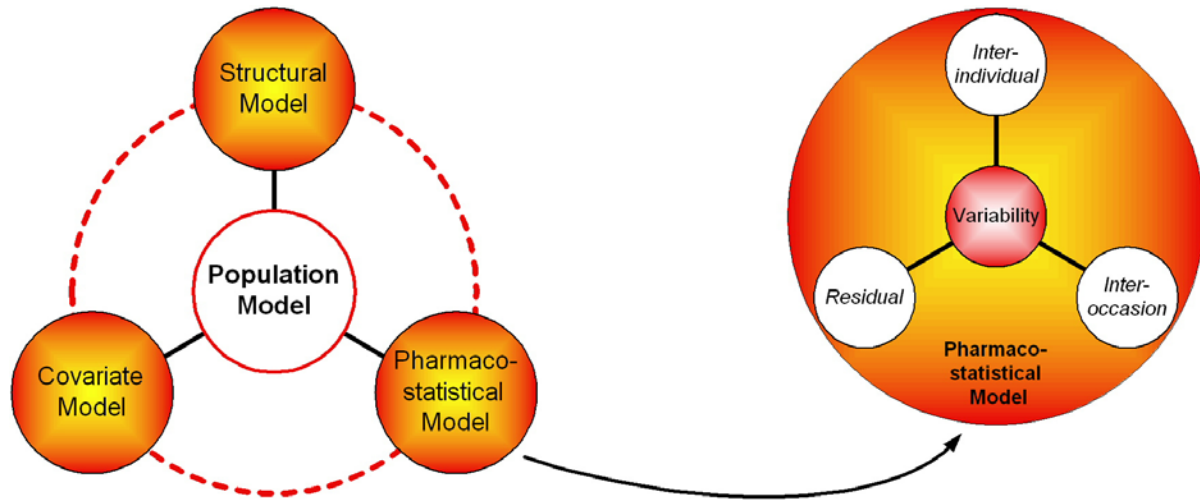 Structural
Model
Population
Model
Covariate
Model
Pharmaco-
statistical
Model
Inter-
individual
Variability
Residual
Inter-
occasion
Pharmaco-
statistical
Model